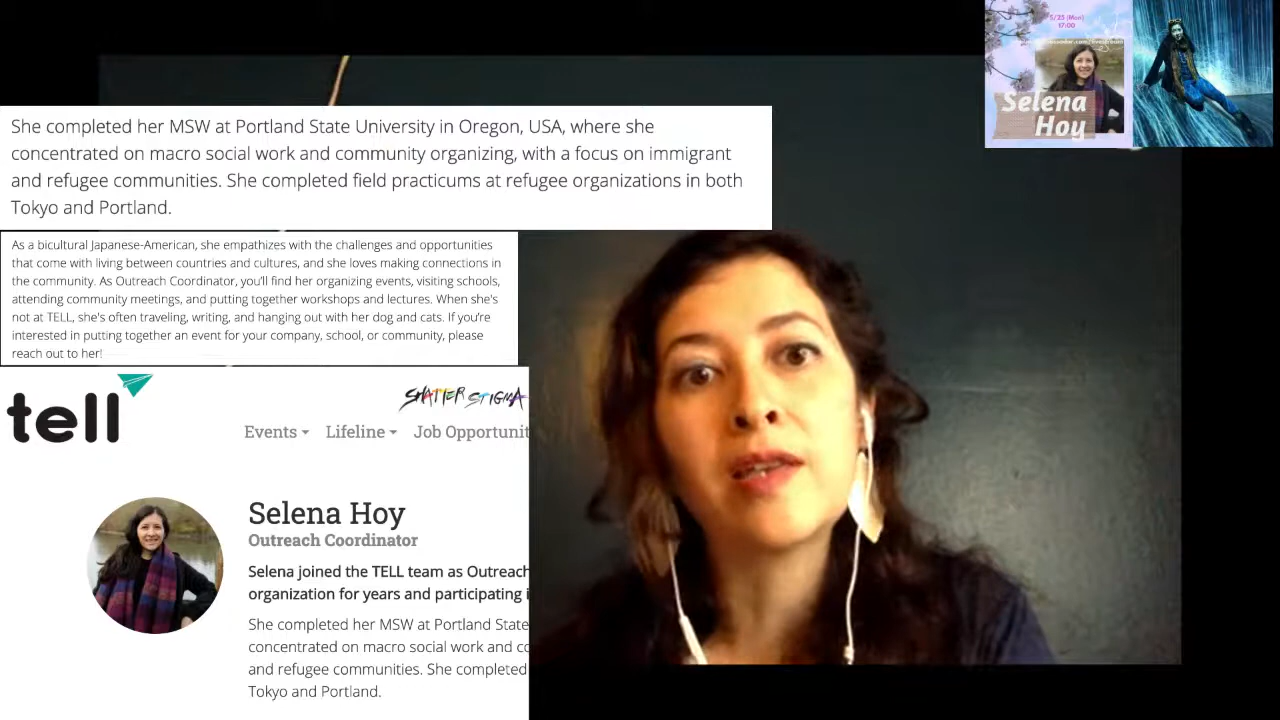 5/25 (Mon)
17:00
Selena
Hoy
She completed her MSW at Portland State University in Oregon, USA, where she
concentrated on macro social work and community organizing, with a focus on immigrant
and refugee communities. She completed field practicums at refugee organizations in both
Tokyo and Portland.
As a bicultural Japanese-American, she empathizes with the challenges and opportunities
that come with living between countries and cultures, and she loves making connections in
the community. As Outreach Coordinator, you'll find her organizing events, visiting schools,
attending community meetings, and putting together workshops and lectures. When she's
not at TELL, she's often traveling, writing, and hanging out with her dog and cats. If you're
interested in putting together an event for your company, school, or community, please
reach out to her!
tell
SHATTER STIGMA
Events Lifeline Job Opportunit
Selena Hoy
Outreach Coordinator
Selena joined the TELL team as Outreach
organization for years and participating i
She completed her MSW at Portland State
concentrated on macro social work and co
and refugee communities. She completed
Tokyo and Portland.